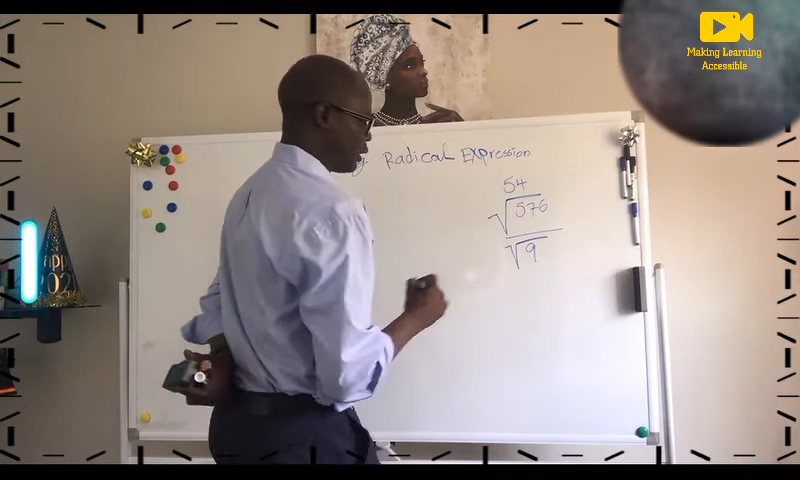 Making Learning
Accessible
Radical Expression
54
√576
√9